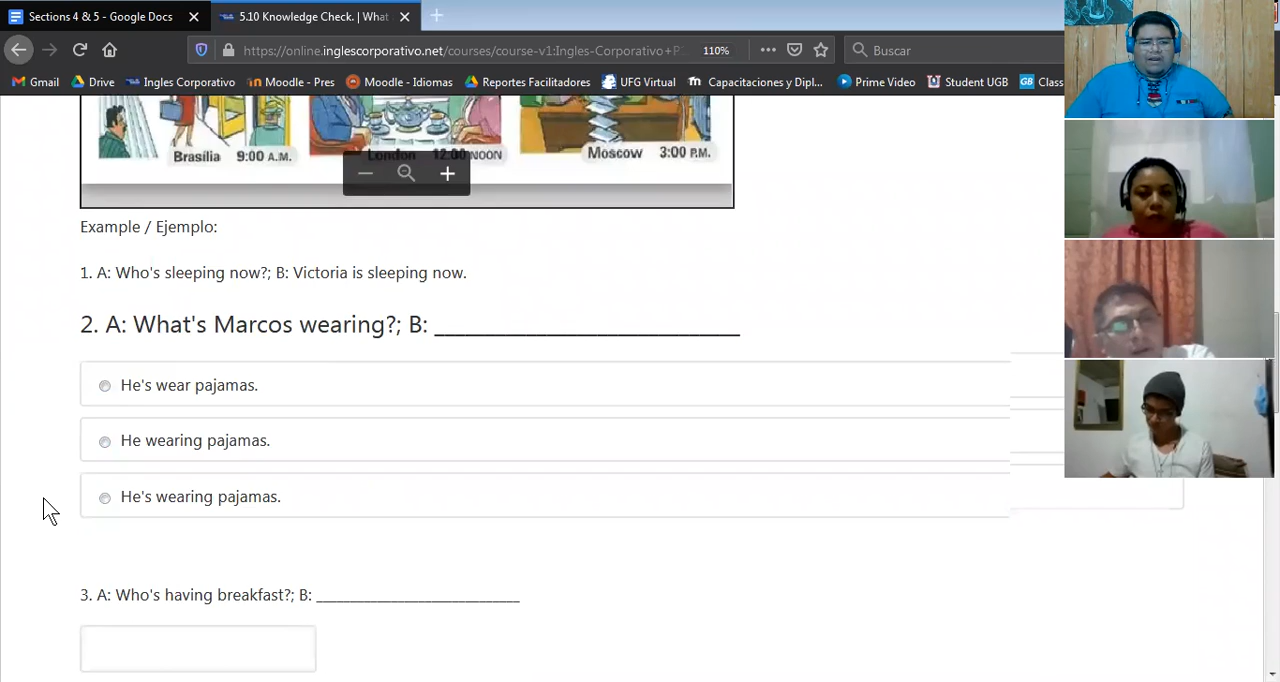 Sections 4 & 5 - Google Docs
5.10 Knowledge Check. | What
https://online.inglescorporativo.net/courses/course-v1:Ingles-Corporativo+P
110%
Buscar
Gmail
Drive
Ingles Corporativo
Moodle - Pres
Moodle - Idiomas
Reportes Facilitadores
UFG Virtual
Capacitaciones y Dipl...
Prime Video
Student UGB
GB Class
Brasília 9:00 A.M.
London 12:00 NOON
Moscow 3:00 P.M.
Example / Ejemplo:
1. A: Who's sleeping now?; B: Victoria is sleeping now.
2. A: What's Marcos wearing?; B: ____________________________
He's wear pajamas.
He wearing pajamas.
He's wearing pajamas.
3. A: Who's having breakfast?; B: ____________________________